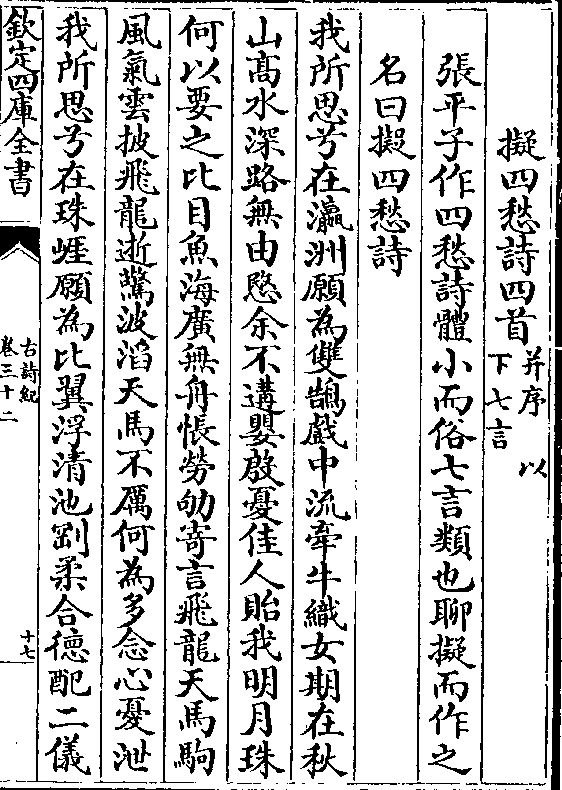 擬四愁詩四首并序以下七言
張平子作四愁詩體小而俗七言類也聊擬而作之
名曰擬四愁詩
我所思兮在瀛洲願為雙鵠戯中流牽牛織女期在秋
山髙水深路無由愍余不遘嬰殷憂佳人貽我明月珠
何以要之比目魚海廣無舟悵勞劬寄言飛龍天馬駒
風氣雲披飛龍逝驚波滔天馬不厲何為多念心憂泄
我所思兮在珠崖願為比翼浮清池剛柔合徳配二儀
欽定四庫全書
古詩紀
卷三十二
十七